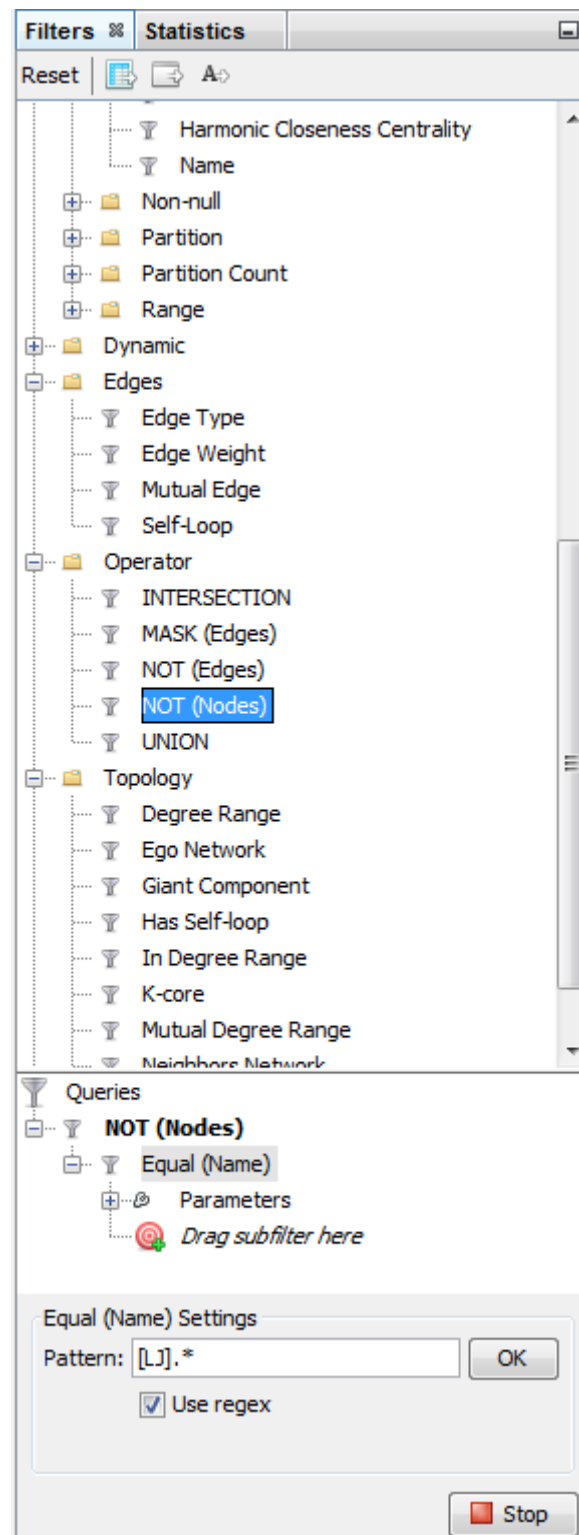 Filters Statistics
Reset A
Harmonic Closeness Centrality
Name
Non-null
Partition
Partition Count
Range
Dynamic
Edges
Edge Type
Edge Weight
Mutual Edge
Self-Loop
Operator
INTERSECTION
MASK (Edges)
NOT (Edges)
NOT (Nodes)
UNION
Topology
Degree Range
Ego Network
Giant Component
Has Self-loop
In Degree Range
K-core
Mutual Degree Range
Neighbors Network
Queries
NOT (Nodes)
Equal (Name)
Parameters
Drag subfilter here
Equal (Name) Settings
Pattern: [LJ].* OK
Use regex
Stop